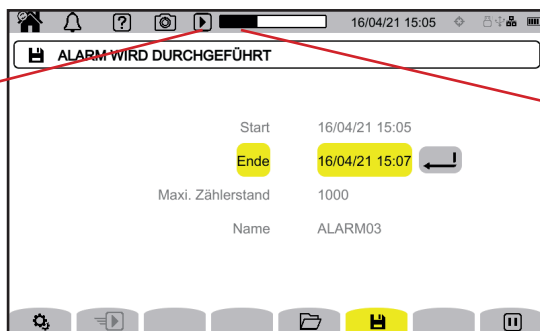 16/04/21 15:05
ALARM WIRD DURCHGEFÜHRT
Start 16/04/21 15:05
Ende 16/04/21 15:07
Maxi. Zählerstand 1000
Name ALARM03